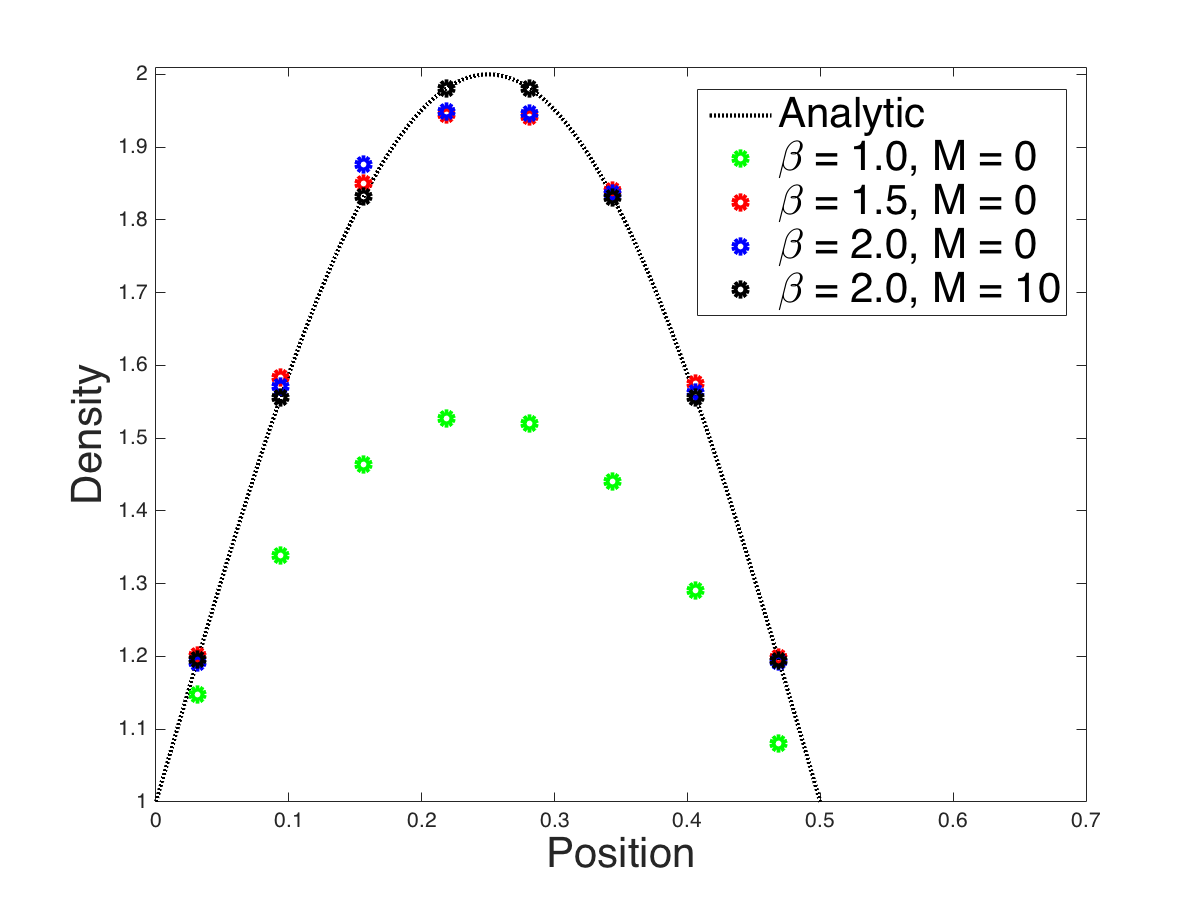 2
1.9
1.8
1.7
1.6
1.5
1.4
1.3
1.2
1.1
1
Density
0
0.1
0.2
0.3
0.4
0.5
0.6
0.7
Position
Analytic
β = 1.0, M = 0
β = 1.5, M = 0
β = 2.0, M = 0
β = 2.0, M = 10